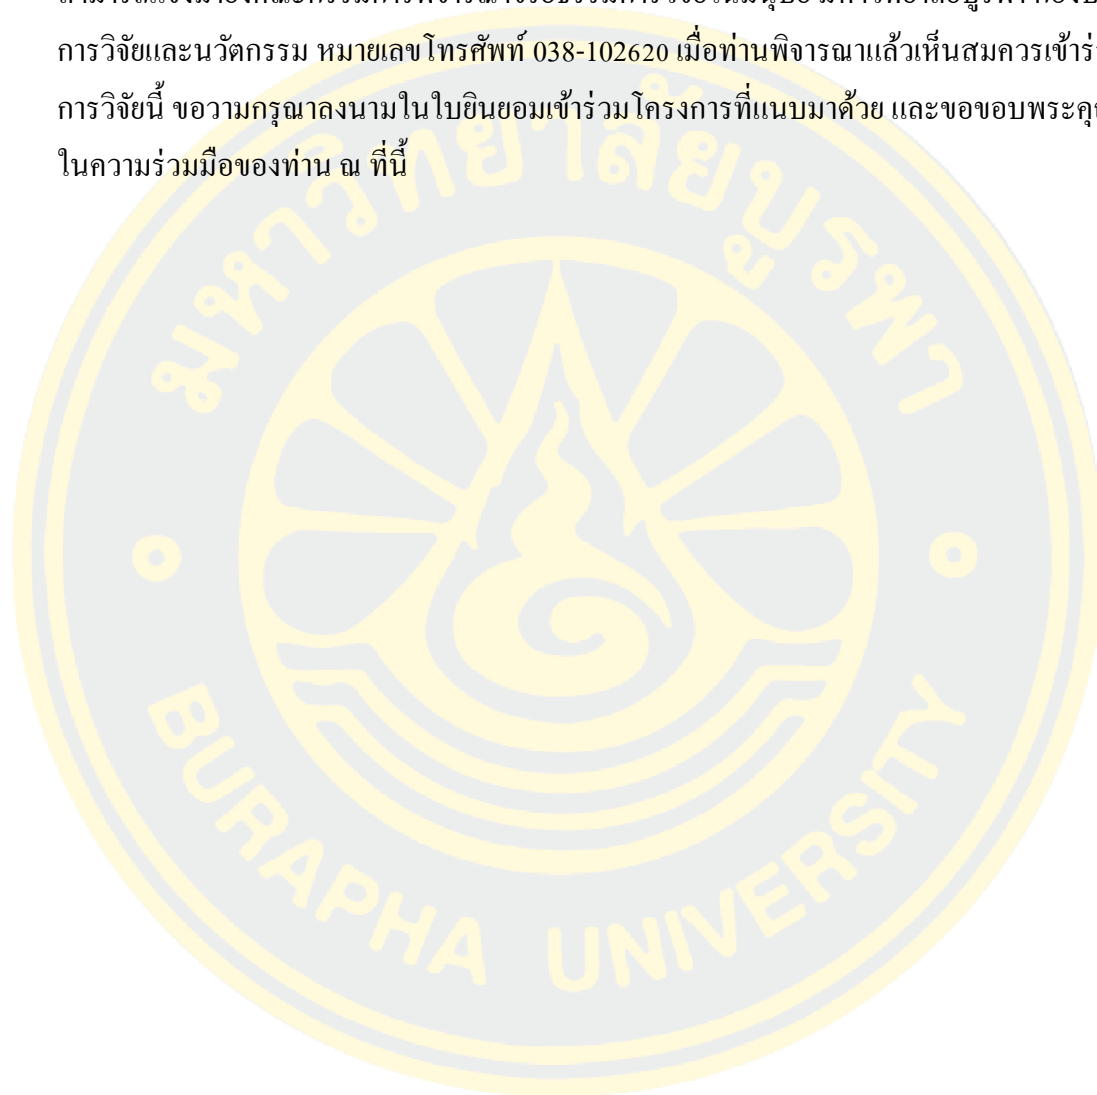 การวิจัยและนวัตกรรม หมายเลขโทรศัพท์ 038-102620 เมื่อท่านพิจารณาแล้วเห็นสมควรเข้าร่
การวิจัยนี้ ขอวามกรุณาลงนามในใบยินยอมเข้าร่วมโครงการที่แนบมาด้วย และขอขอบพระคุ
ในความร่วมมือของท่าน ณ ที่นี้
มหาวิทยาลัยบูรพา
BURAPHA UNIVERSITY